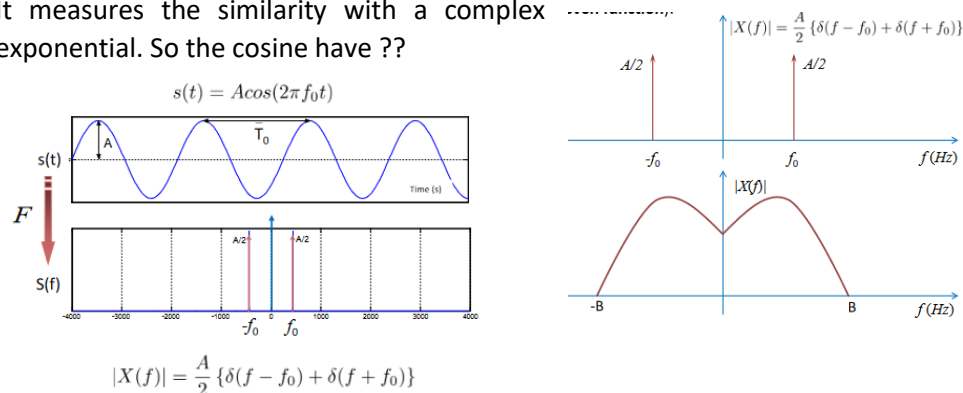 It measures the similarity with a complex
exponential. So the cosine have ??
s(t) = Acos(2πf₀t)
A
T₀
s(t)
Time (s)
F
A/2
A/2
S(f)
-4000 -3000 -2000 -1000 0 1000 2000 3000 4000
-f₀ f₀
|X(f)| = A/2 {δ(f − f₀) + δ(f + f₀)}
|X(f)| = A/2 {δ(f − f₀) + δ(f + f₀)}
A/2
A/2
-f₀
f₀
f(Hz)
|X(f)|
-B
B
f(Hz)